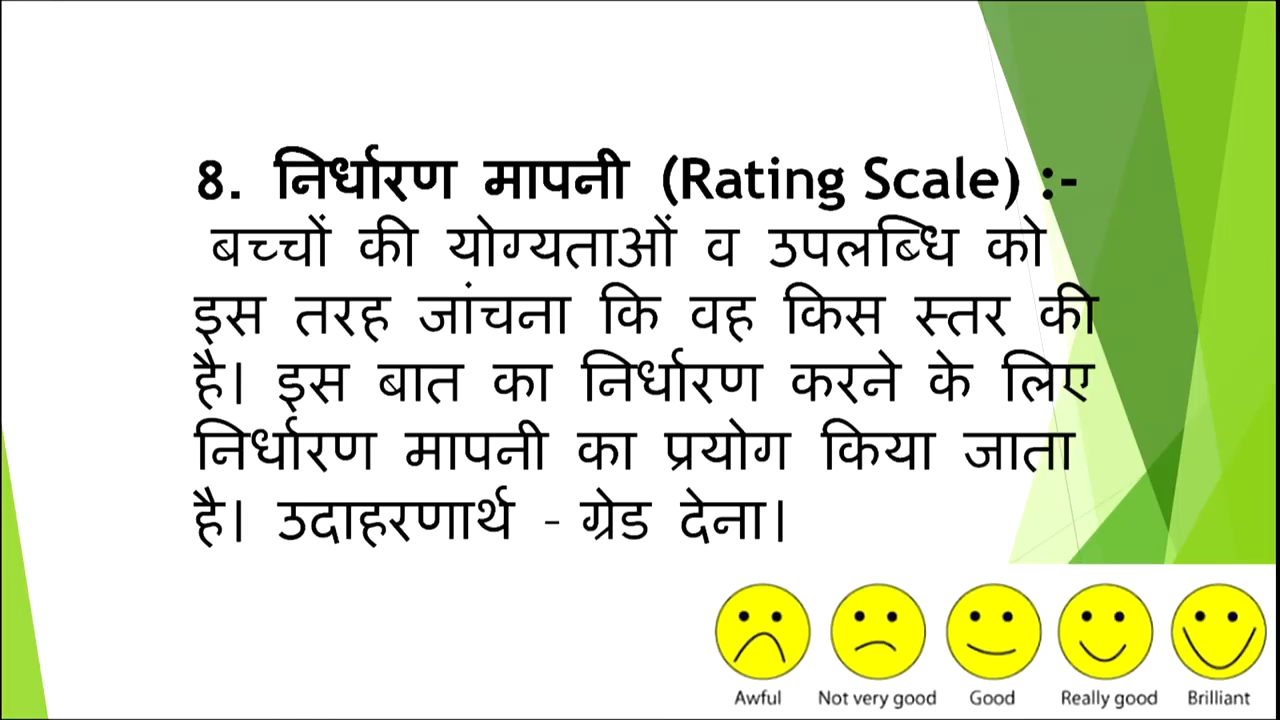 8. निर्धारण मापनी (Rating Scale) :-
बच्चों की योग्यताओं व उपलब्धि को
इस तरह जांचना कि वह किस स्तर की
है। इस बात का निर्धारण करने के लिए
निर्धारण मापनी का प्रयोग किया जाता
है। उदाहरणार्थ - ग्रेड देना।
Awful Not very good Good Really good Brilliant